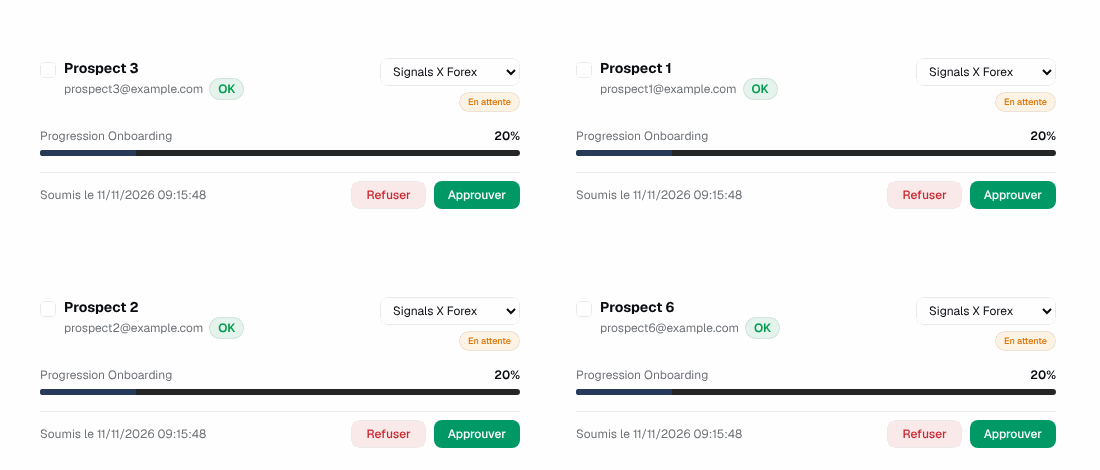 Prospect 3
Signals X Forex
prospect3@example.com OK
En attente
Progression Onboarding 20%
Soumis le 11/11/2026 09:15:48 Refuser Approuver
Prospect 1
Signals X Forex
prospect1@example.com OK
En attente
Progression Onboarding 20%
Soumis le 11/11/2026 09:15:48 Refuser Approuver
Prospect 2
Signals X Forex
prospect2@example.com OK
En attente
Progression Onboarding 20%
Soumis le 11/11/2026 09:15:48 Refuser Approuver
Prospect 6
Signals X Forex
prospect6@example.com OK
En attente
Progression Onboarding 20%
Soumis le 11/11/2026 09:15:48 Refuser Approuver